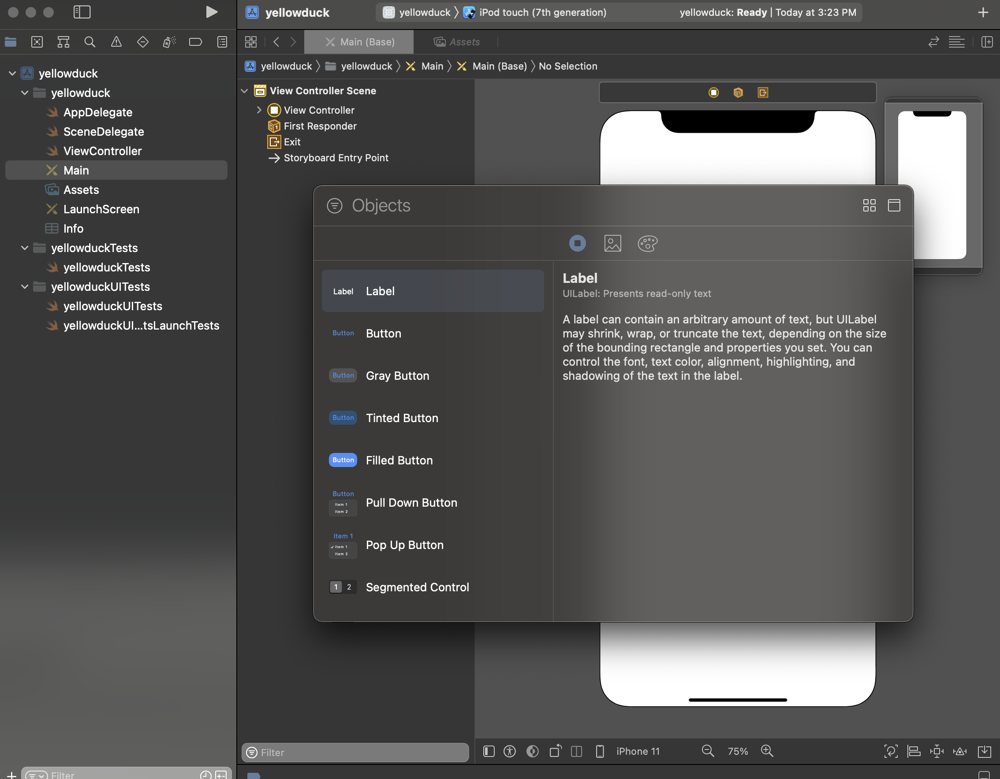 yellowduck
yellowduck
iPod touch (7th generation)
yellowduck: Ready | Today at 3:23 PM
Main (Base)
Assets
yellowduck
yellowduck
Main
Main (Base)
No Selection
yellowduck
yellowduck
AppDelegate
SceneDelegate
ViewController
Main
Assets
LaunchScreen
Info
yellowduckTests
yellowduckTests
yellowduckUITests
yellowduckUITests
yellowduckUI...tsLaunchTests
Filter
View Controller Scene
View Controller
First Responder
Exit
Storyboard Entry Point
Filter
Objects
Label Label
Button Button
Button Gray Button
Button Tinted Button
Button Filled Button
Button
Item 1
Item 2
Pull Down Button
Item 1
✓ Item 1
Item 2
Pop Up Button
1 2 Segmented Control
Label
UILabel: Presents read-only text
A label can contain an arbitrary amount of text, but UILabel
may shrink, wrap, or truncate the text, depending on the size
of the bounding rectangle and properties you set. You can
control the font, text color, alignment, highlighting, and
shadowing of the text in the label.
iPhone 11
75%